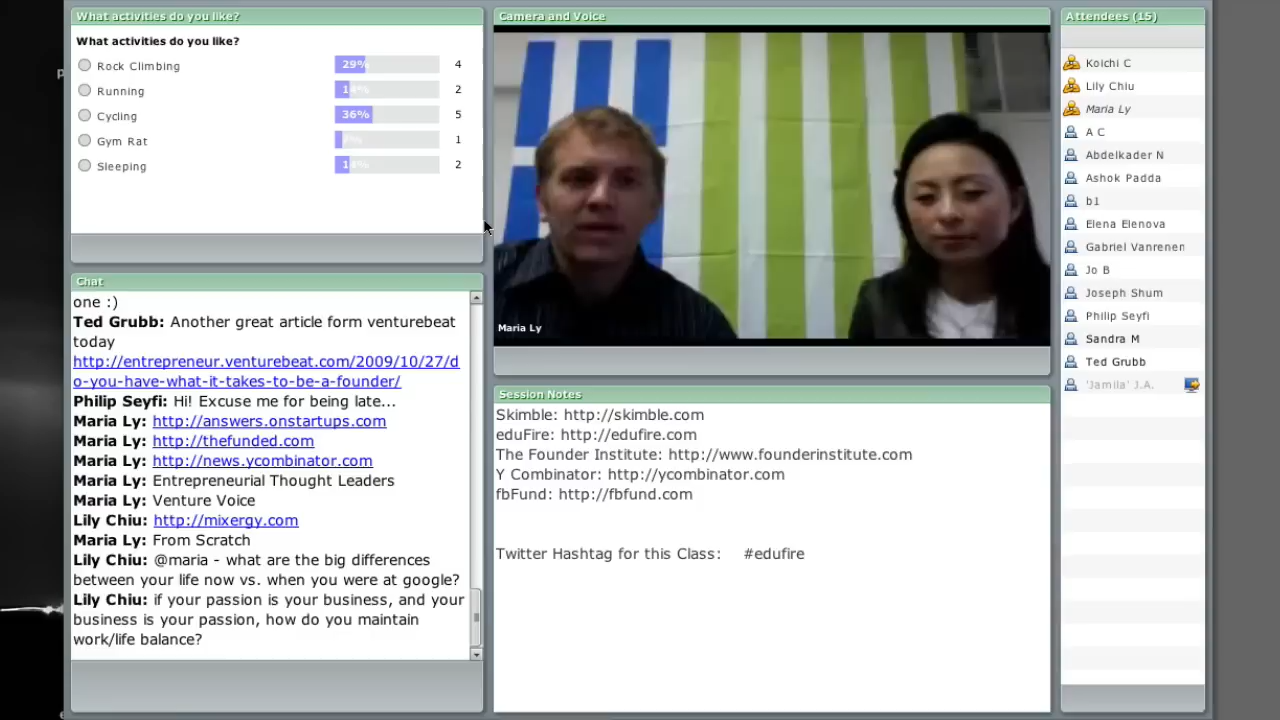 What activities do you like?
What activities do you like?
Rock Climbing 29% 4
Running 14% 2
Cycling 36% 5
Gym Rat 7% 1
Sleeping 14% 2
Chat
one :)
Ted Grubb: Another great article form venturebeat
today
http://entrepreneur.venturebeat.com/2009/10/27/d
o-you-have-what-it-takes-to-be-a-founder/
Philip Seyfi: Hi! Excuse me for being late...
Maria Ly: http://answers.onstartups.com
Maria Ly: http://thefunded.com
Maria Ly: http://news.ycombinator.com
Maria Ly: Entrepreneurial Thought Leaders
Maria Ly: Venture Voice
Lily Chiu: http://mixergy.com
Maria Ly: From Scratch
Lily Chiu: @maria - what are the big differences
between your life now vs. when you were at google?
Lily Chiu: if your passion is your business, and your
business is your passion, how do you maintain
work/life balance?
Camera and Voice
Maria Ly
Session Notes
Skimble: http://skimble.com
eduFire: http://edufire.com
The Founder Institute: http://www.founderinstitute.com
Y Combinator: http://ycombinator.com
fbFund: http://fbfund.com
Twitter Hashtag for this Class: #edufire
Attendees (15)
Koichi C
Lily Chiu
Maria Ly
A C
Abdelkader N
Ashok Padda
b1
Elena Elenova
Gabriel Vanrenen
Jo B
Joseph Shum
Philip Seyfi
Sandra M
Ted Grubb
'Jamila' J.A.